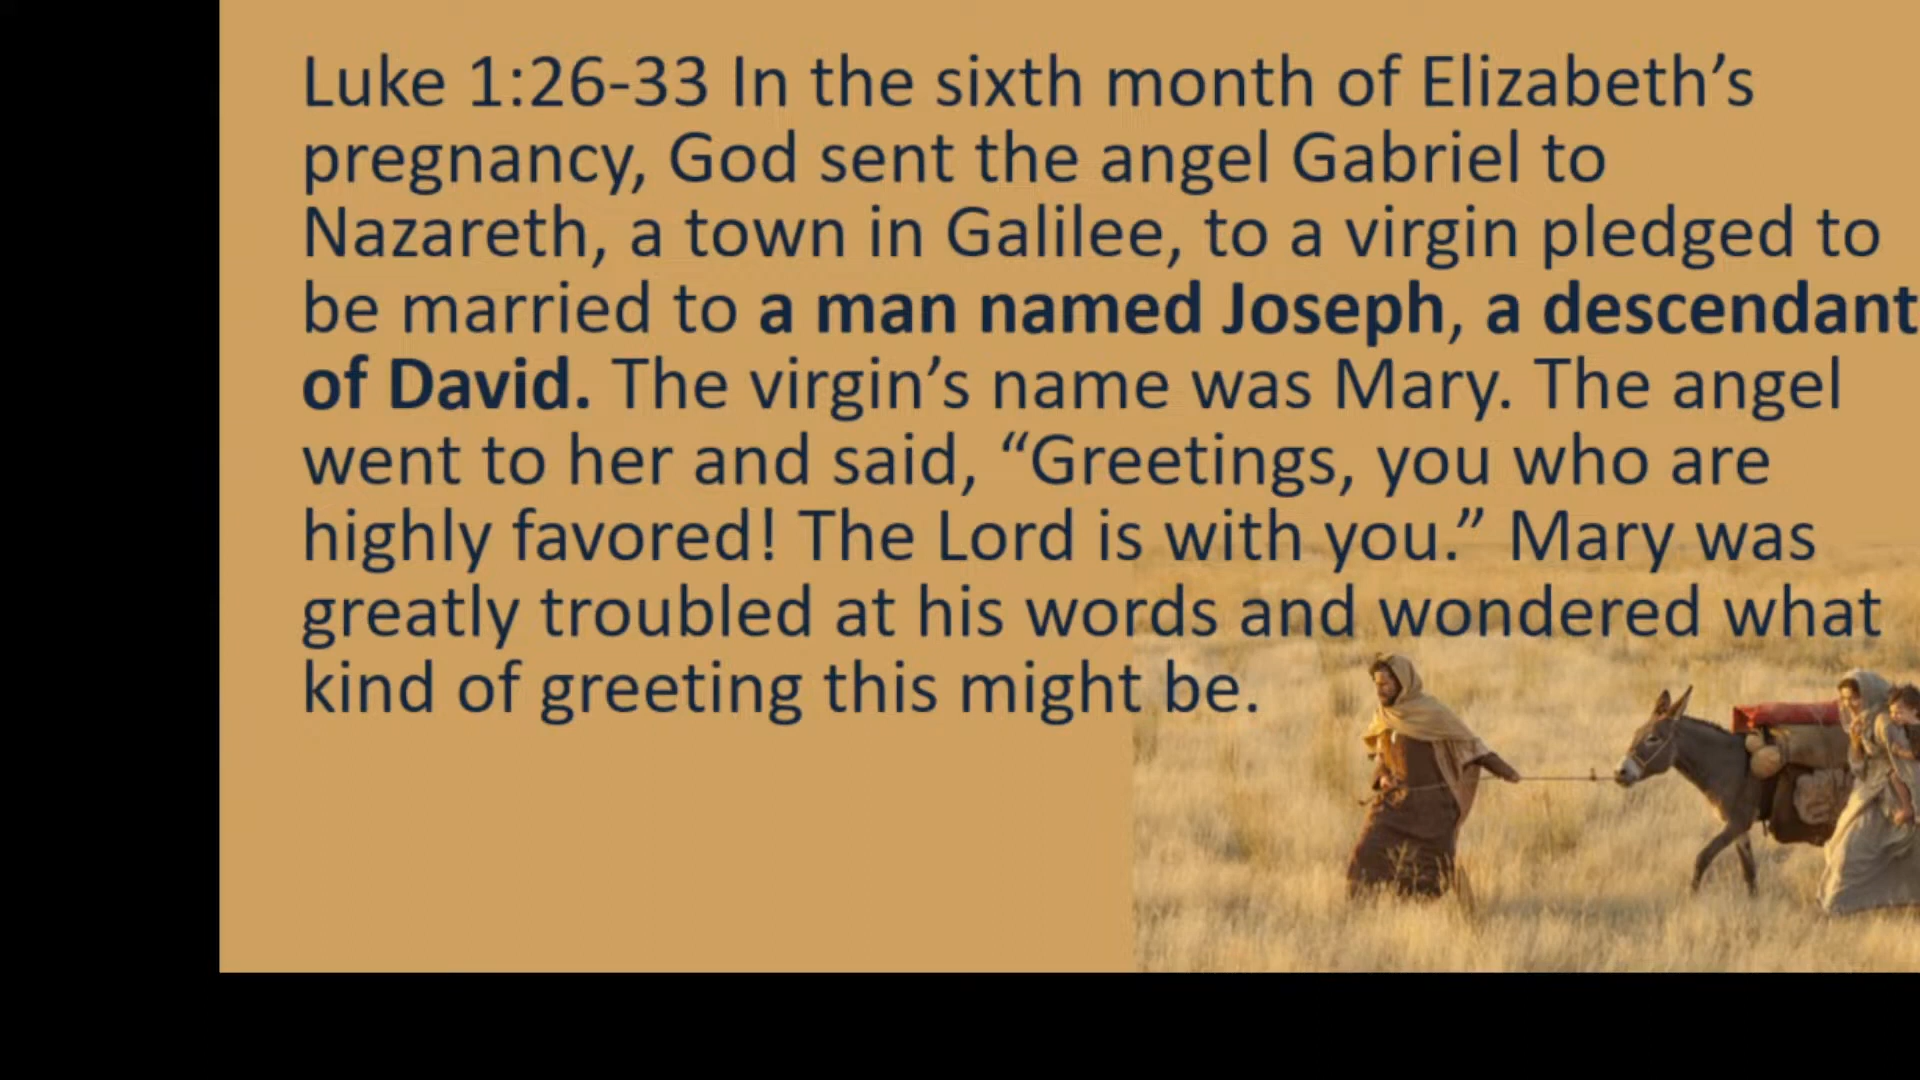 Luke 1:26-33 In the sixth month of Elizabeth’s
pregnancy, God sent the angel Gabriel to
Nazareth, a town in Galilee, to a virgin pledged to
be married to a man named Joseph, a descendant
of David. The virgin’s name was Mary. The angel
went to her and said, “Greetings, you who are
highly favored! The Lord is with you.” Mary was
greatly troubled at his words and wondered what
kind of greeting this might be.